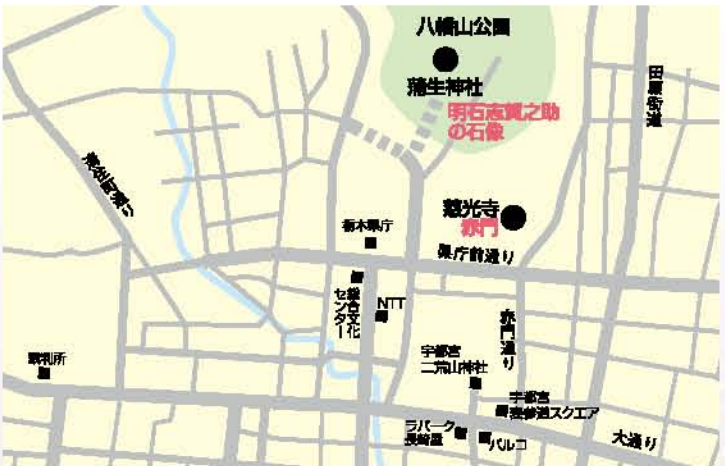 八幡山公園
蒲生神社
明石志賀之助
の石像
田原街道
慈光寺
赤門
栃木県庁
県庁前通り
総合文化
センター
NTT
赤門通り
裁判所
宇都宮
二荒山神社
宇都宮
表参道スクエア
ラパーク
長崎屋
パルコ
大通り